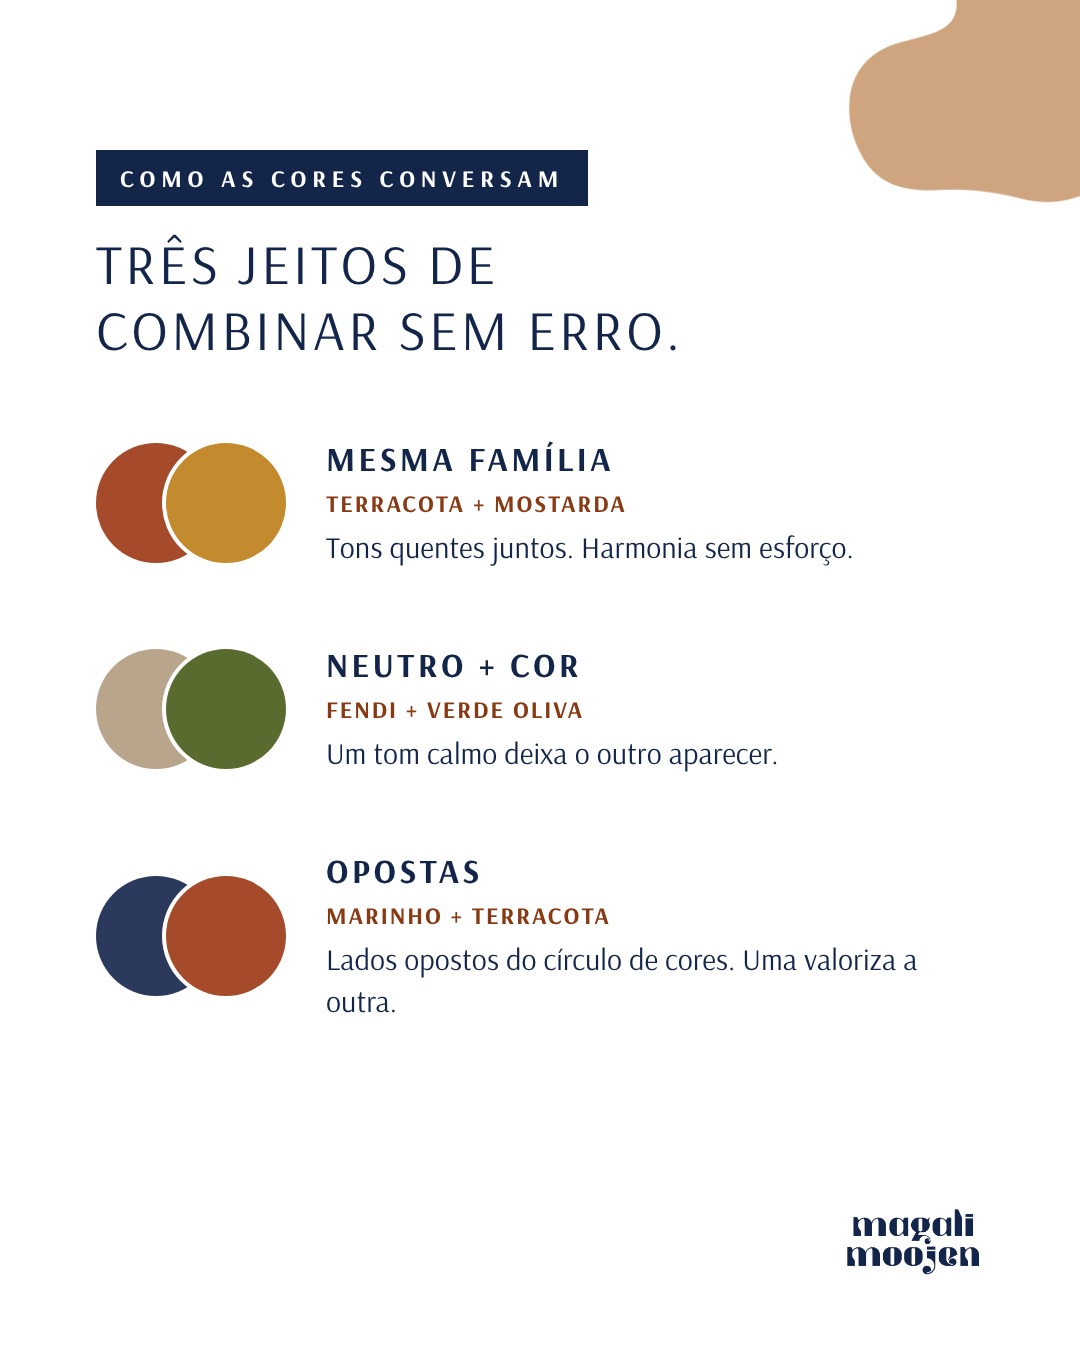 COMO AS CORES CONVERSAM
TRÊS JEITOS DE
COMBINAR SEM ERRO.
MESMA FAMÍLIA
TERRACOTA + MOSTARDA
Tons quentes juntos. Harmonia sem esforço.
NEUTRO + COR
FENDI + VERDE OLIVA
Um tom calmo deixa o outro aparecer.
OPOSTAS
MARINHO + TERRACOTA
Lados opostos do círculo de cores. Uma valoriza a
outra.
magali
moojen